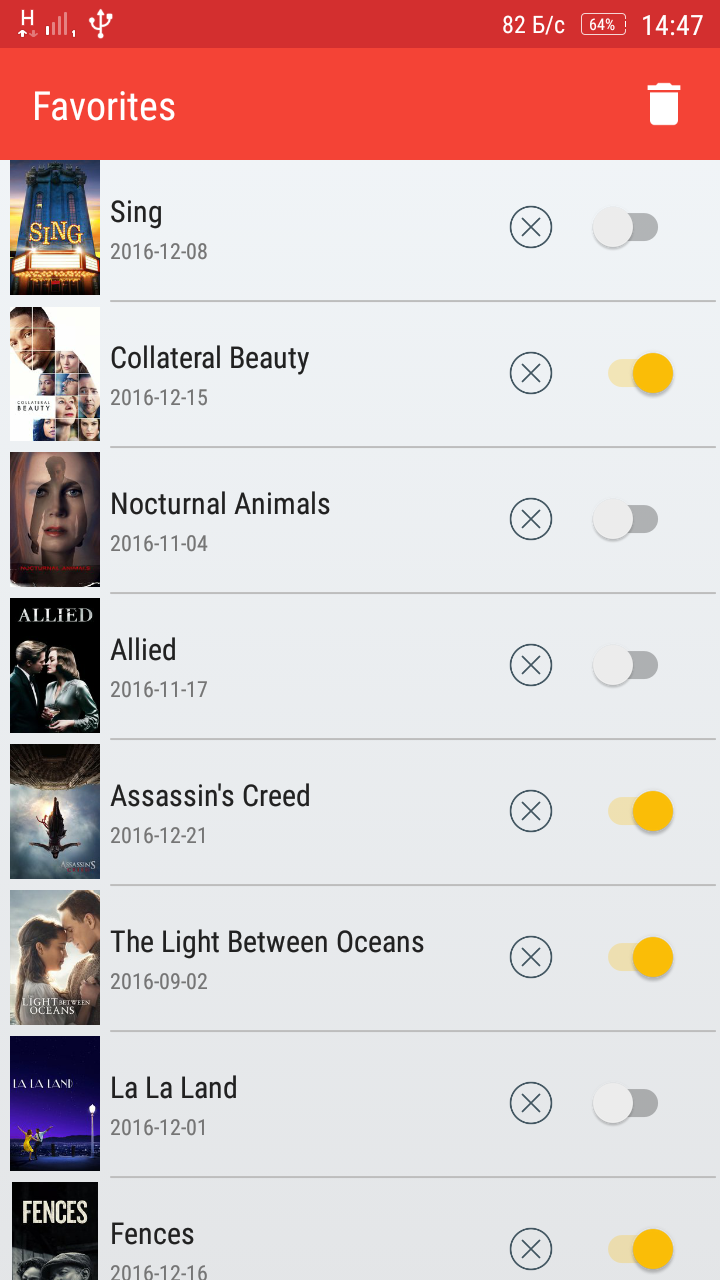 H
1
82 Б/с
64%
14:47
Favorites
SING
Sing
2016-12-08
COLLATERAL
BEAUTY
Collateral Beauty
2016-12-15
NOCTURNAL ANIMALS
Nocturnal Animals
2016-11-04
ALLIED
Allied
2016-11-17
ASSASSIN'S
Assassin's Creed
2016-12-21
LIGHT BETWEEN
OCEANS
The Light Between Oceans
2016-09-02
LA LA LAND
La La Land
2016-12-01
FENCES
Fences
2016-12-16